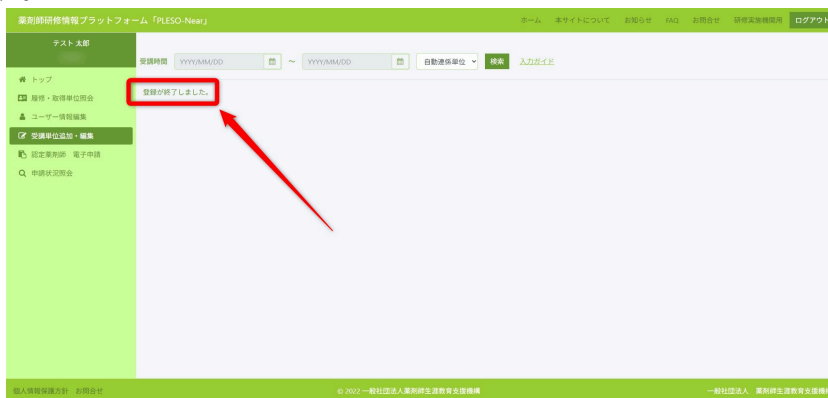 薬剤師研修情報プラットフォーム「PLESO-Near」
ホーム 本サイトについて お知らせ FAQ お問合せ 研修実施機関用 ログアウト
テスト 太郎
受講時間 YYYY/MM/DD ～ YYYY/MM/DD 自動連係単位 検索 入力ガイド
登録が終了しました。
トップ
履修・取得単位照会
ユーザー情報編集
受講単位追加・編集
認定薬剤師 電子申請
申請状況照会
個人情報保護方針 お問合せ
© 2022 一般社団法人薬剤師生涯教育支援機構
一般社団法人 薬剤師生涯教育支援機構